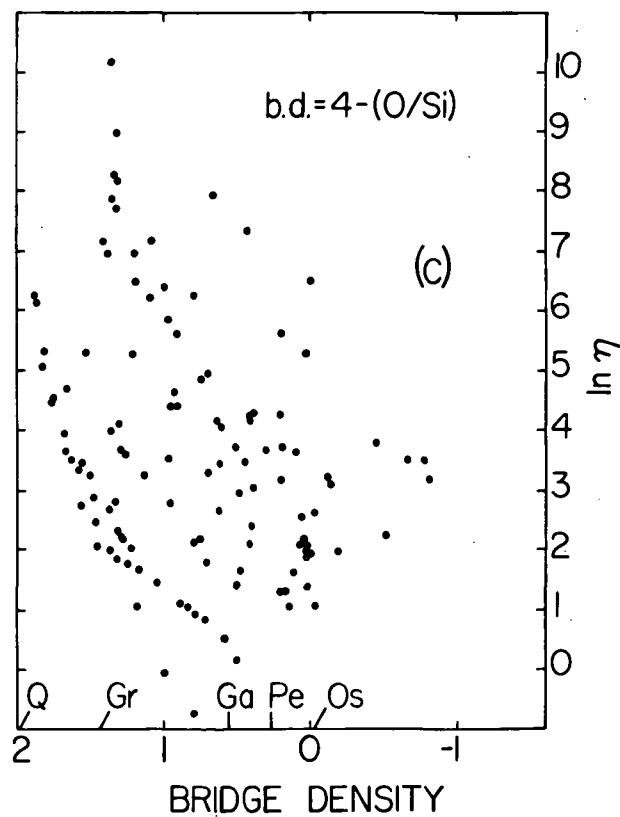 10
b.d.=4-(O/Si)
9
8
7
(C)
6
5
ln η
4
3
2
1
0
Q Gr Ga Pe Os
2 1 0 -1
BRIDGE DENSITY